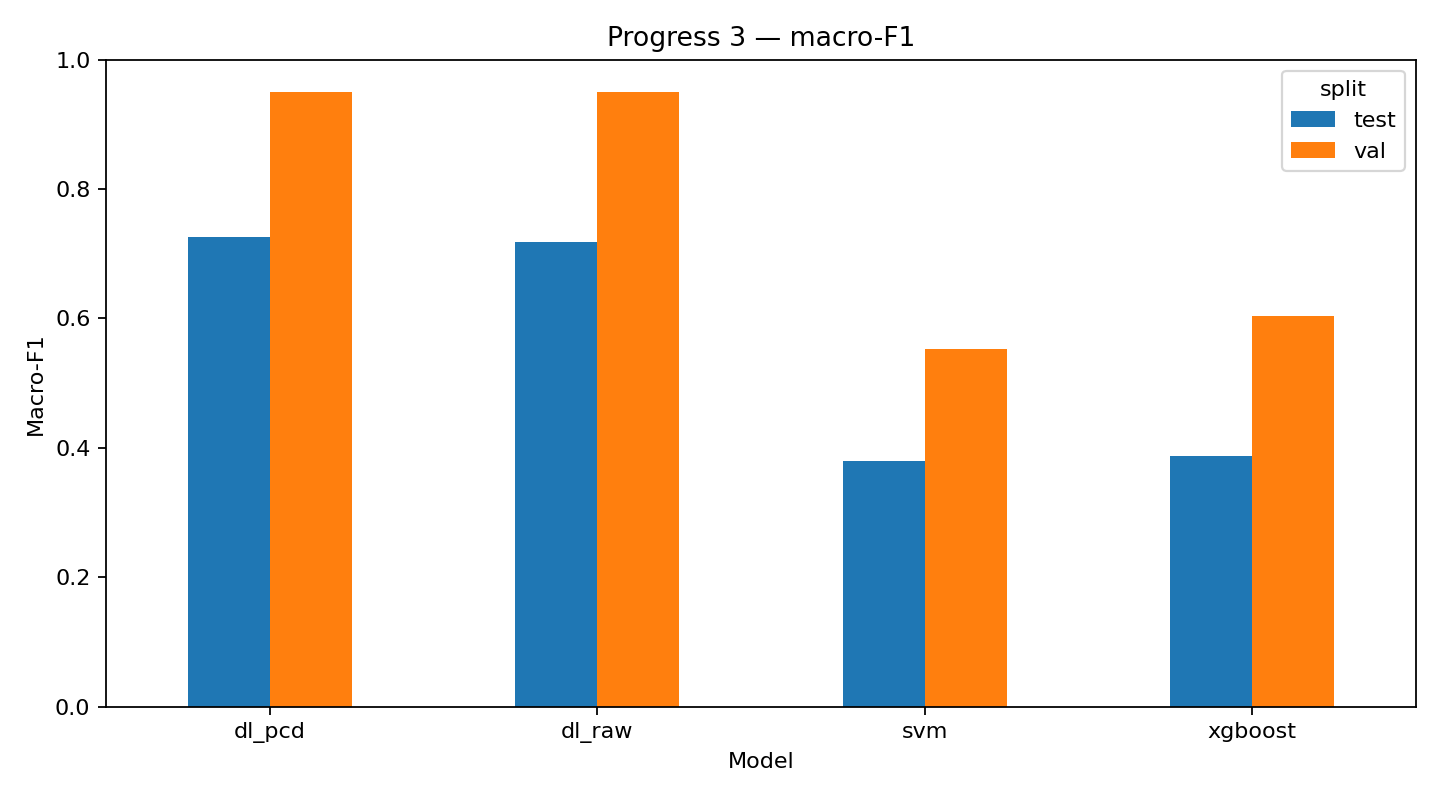 Progress 3 — macro-F1
split
test
val
Macro-F1
1.0
0.8
0.6
0.4
0.2
0.0
dl_pcd
dl_raw
svm
xgboost
Model